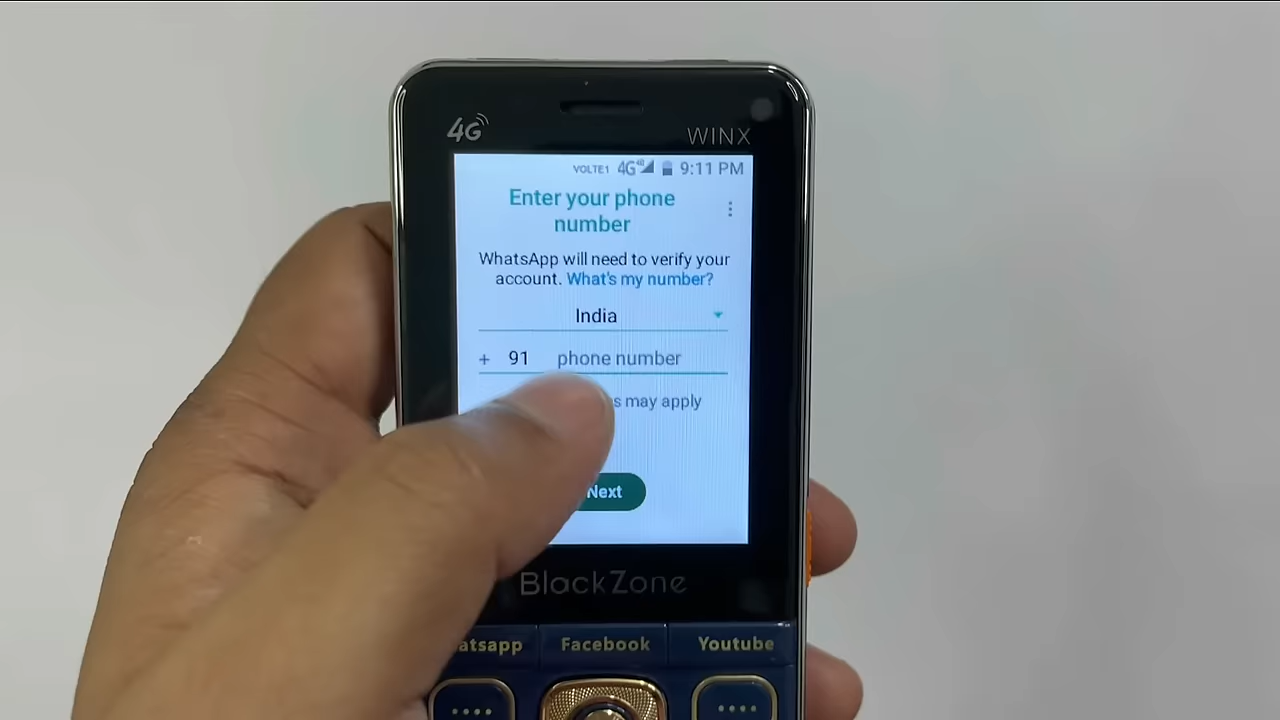 4G WINX
VOLTE1 4G 4G 9:11 PM
Enter your phone
number
WhatsApp will need to verify your
account. What's my number?
India
+ 91 phone number
may apply
Next
BlackZone
atsapp Facebook Youtube